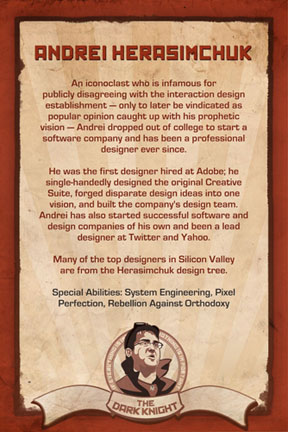 ANDREI HERASIMCHUK
An iconoclast who is infamous for
publicly disagreeing with the interaction design
establishment — only to later be vindicated as
popular opinion caught up with his prophetic
vision — Andrei dropped out of college to start a
software company and has been a professional
designer ever since.
He was the first designer hired at Adobe; he
single-handedly designed the original Creative
Suite, forged disparate design ideas into one
vision, and built the company's design team.
Andrei has also started successful software and
design companies of his own and been a lead
designer at Twitter and Yahoo.
Many of the top designers in Silicon Valley
are from the Herasimchuk design tree.
Special Abilities: System Engineering, Pixel
Perfection, Rebellion Against Orthodoxy
THE
DARK KNIGHT